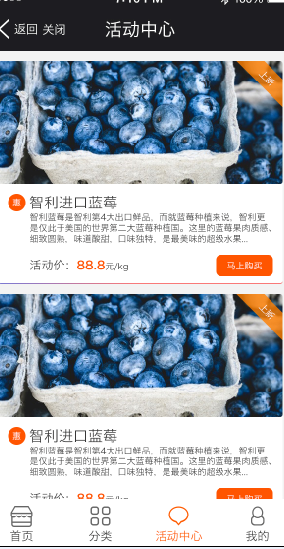 返回 关闭 活动中心
上新
惠 智利进口蓝莓
智利蓝莓是智利第4大出口鲜品，而就蓝莓种植来说，智利更
是仅此于美国的世界第二大蓝莓种植国。这里的蓝莓果肉质感、
细致圆熟，味道酸甜，口味独特，是最美味的超级水果...
活动价：88.8元/kg 马上购买
上新
惠 智利进口蓝莓
智利蓝莓是智利第4大出口鲜品，而就蓝莓种植来说，智利更
是仅此于美国的世界第二大蓝莓种植国。这里的蓝莓果肉质感、
细致圆熟，味道酸甜，口味独特，是最美味的超级水果...
活动价：88.8元/kg 马上购买
首页 分类 活动中心 我的